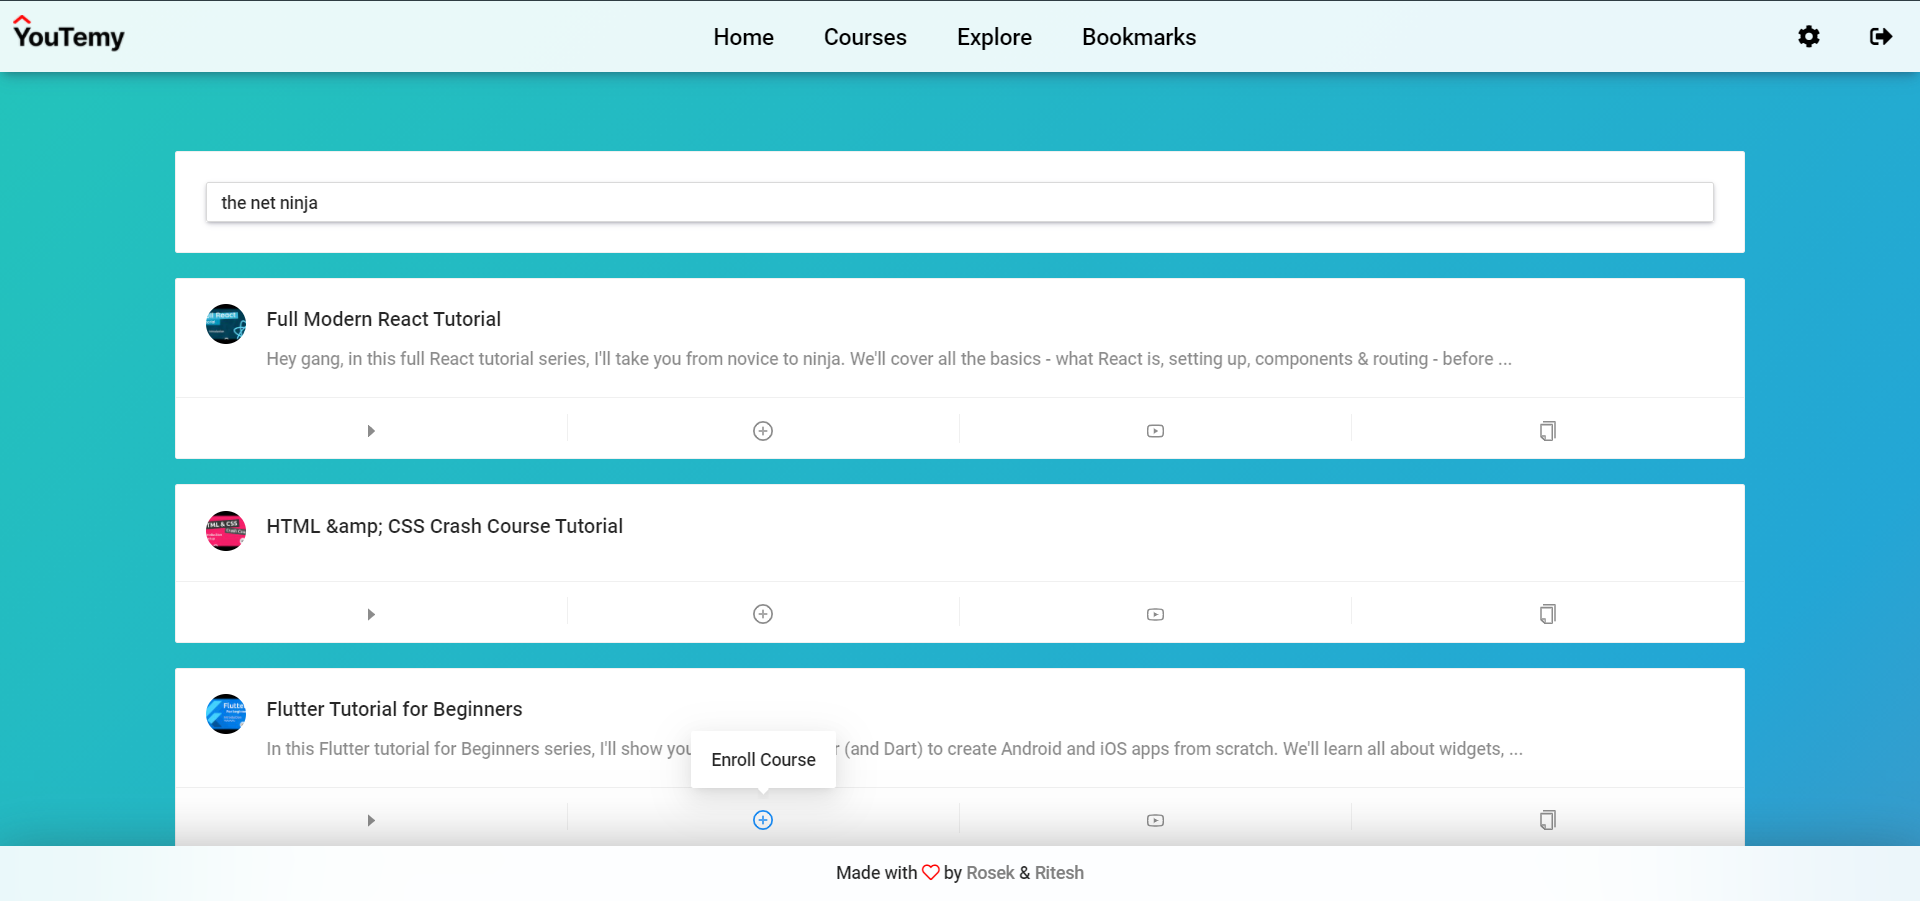 YouTemy
Home Courses Explore Bookmarks
the net ninja
Full Modern React Tutorial
Hey gang, in this full React tutorial series, I'll take you from novice to ninja. We'll cover all the basics - what React is, setting up, components & routing - before ...
HTML &amp; CSS Crash Course Tutorial
Flutter Tutorial for Beginners
In this Flutter tutorial for Beginners series, I'll show you r (and Dart) to create Android and iOS apps from scratch. We'll learn all about widgets, ...
Enroll Course
Made with by Rosek & Ritesh